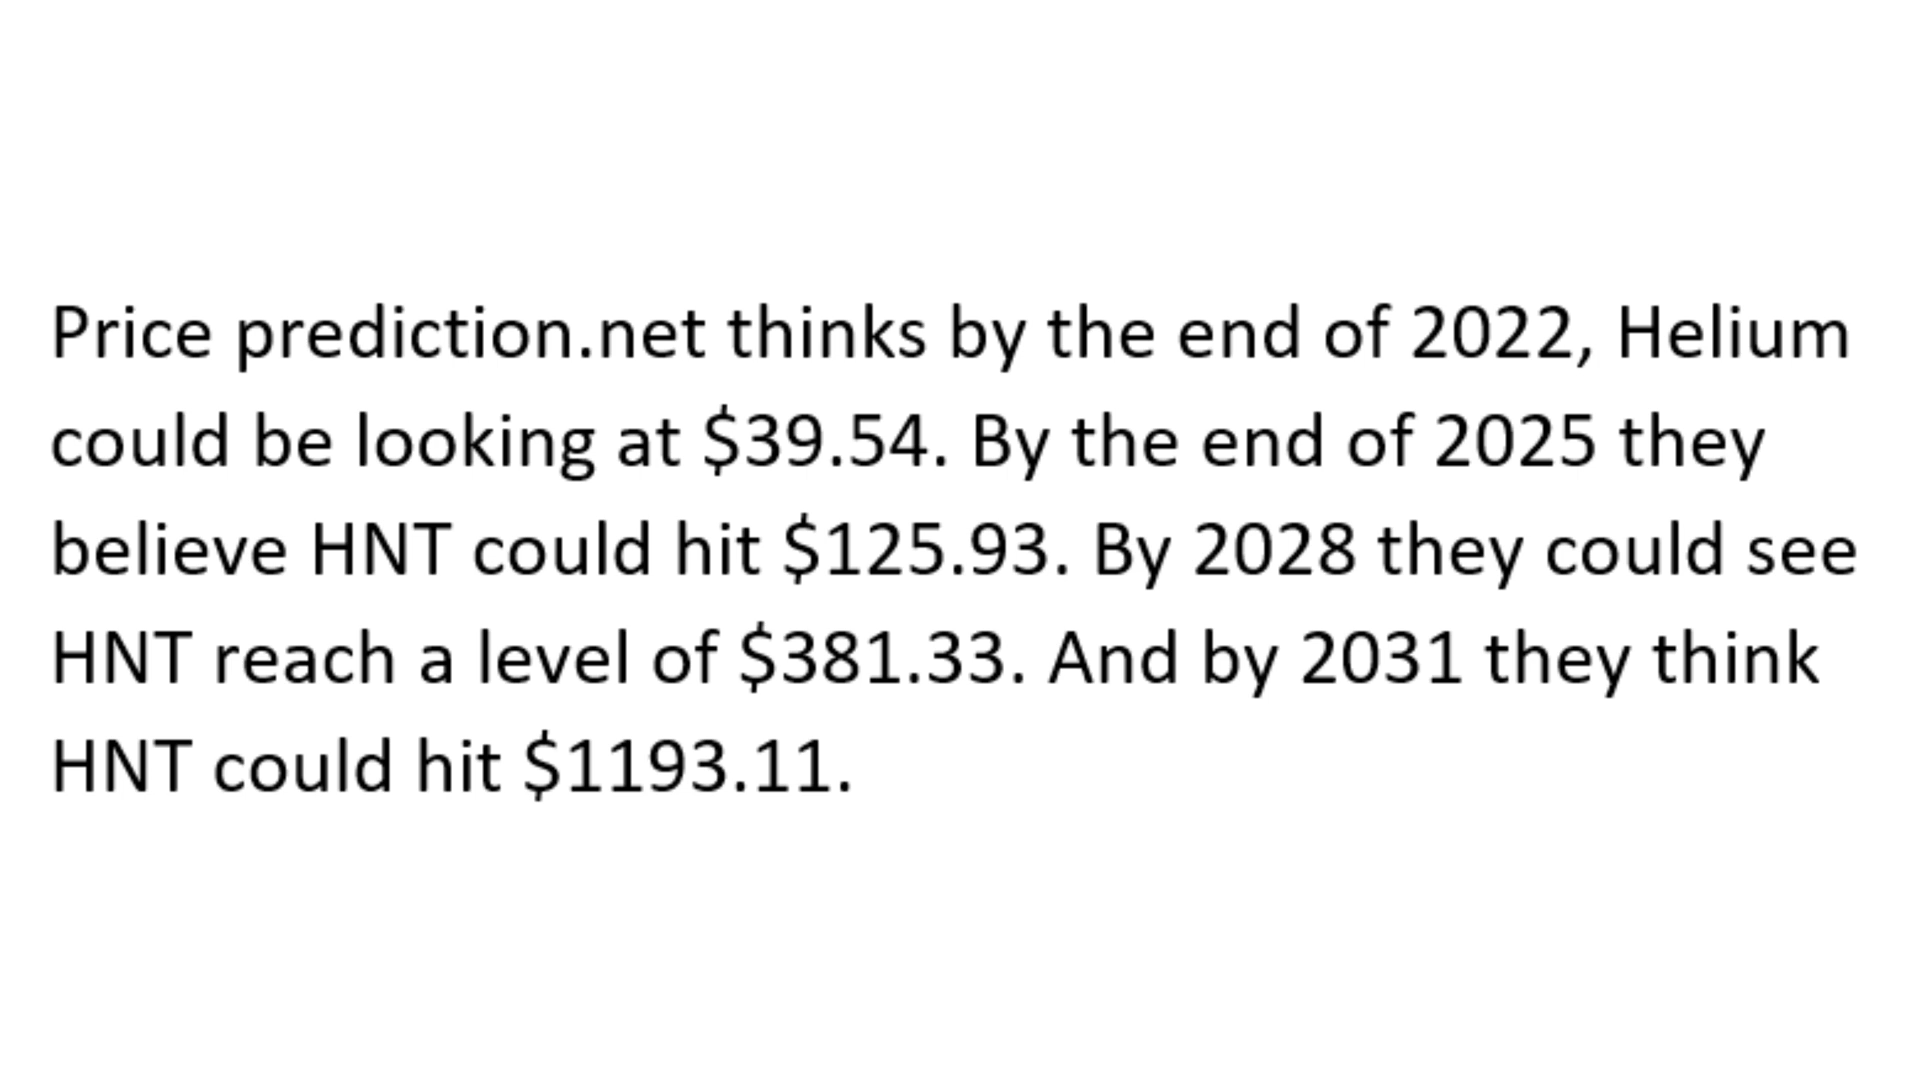 Price prediction.net thinks by the end of 2022, Helium
could be looking at $39.54. By the end of 2025 they
believe HNT could hit $125.93. By 2028 they could see
HNT reach a level of $381.33. And by 2031 they think
HNT could hit $1193.11.